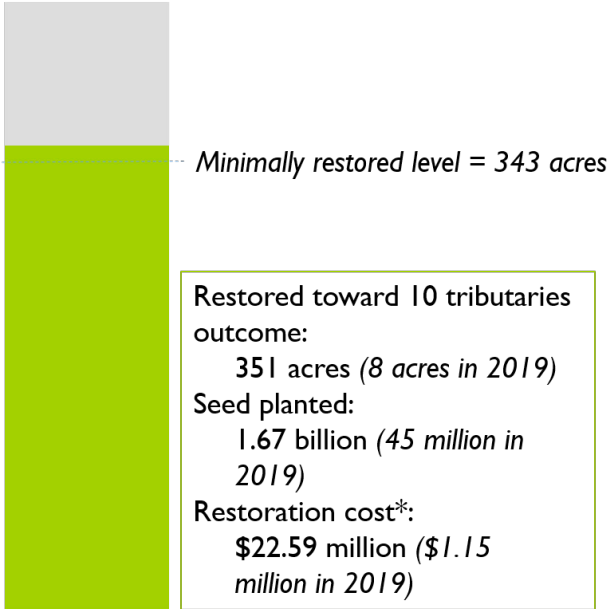 Minimally restored level = 343 acres
Restored toward 10 tributaries
outcome:
351 acres (8 acres in 2019)
Seed planted:
1.67 billion (45 million in
2019)
Restoration cost*:
$22.59 million ($1.15
million in 2019)